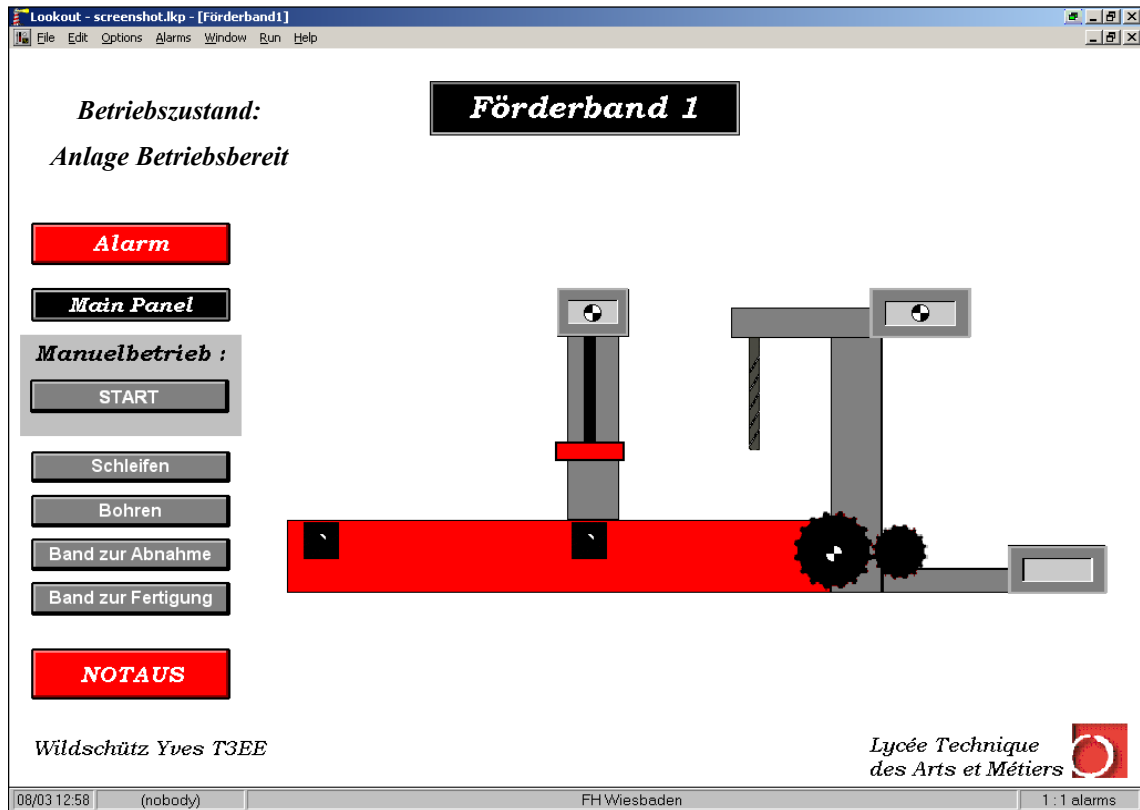 Lookout - screenshot.lkp - [Förderband1]
File Edit Options Alarms Window Run Help
Betriebszustand:
Förderband 1
Anlage Betriebsbereit
Alarm
Main Panel
Manuelbetrieb :
START
Schleifen
Bohren
Band zur Abnahme
Band zur Fertigung
NOTAUS
Wildschütz Yves T3EE
Lycée Technique
des Arts et Métiers
08/03 12:58 (nobody) FH Wiesbaden 1 : 1 alarms